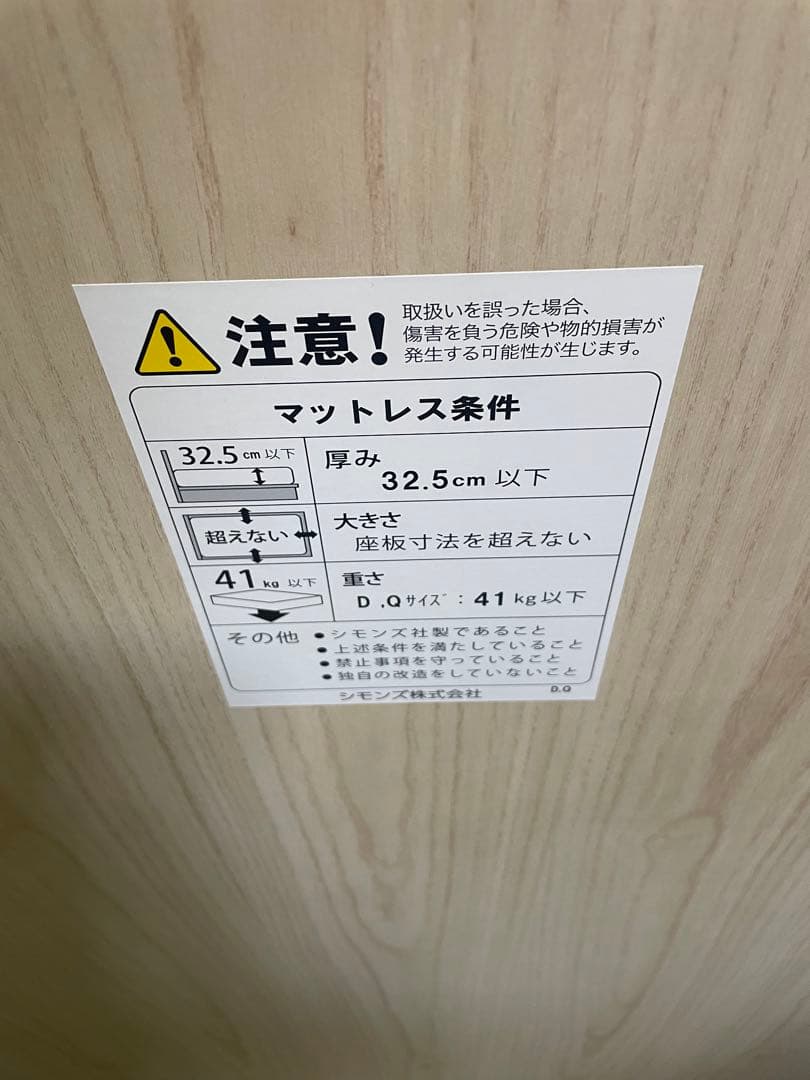 注意！
取扱いを誤った場合、
傷害を負う危険や物的損害が
発生する可能性が生じます。
マットレス条件
32.5cm以下
厚み
32.5cm以下
超えない
大きさ
座板寸法を超えない
41kg以下
重さ
D.Qサイズ：41kg以下
その他
●シモンズ社製であること
●上述条件を満たしていること
●禁止事項を守っていること
●独自の改造をしていないこと
シモンズ株式会社
D.Q